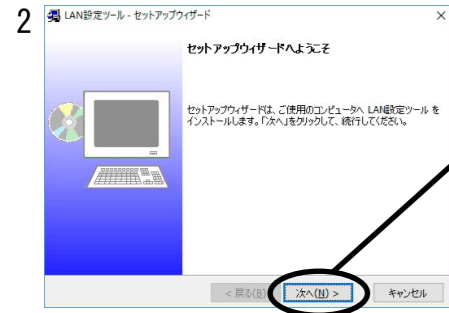 2
LAN設定ツール - セットアップウィザード
セットアップウィザードへようこそ
セットアップウィザードは、ご使用のコンピュータへ LAN設定ツール を
インストールします。「次へ」をクリックして、続行してください。
< 戻る(B)
次へ(N) >
キャンセル